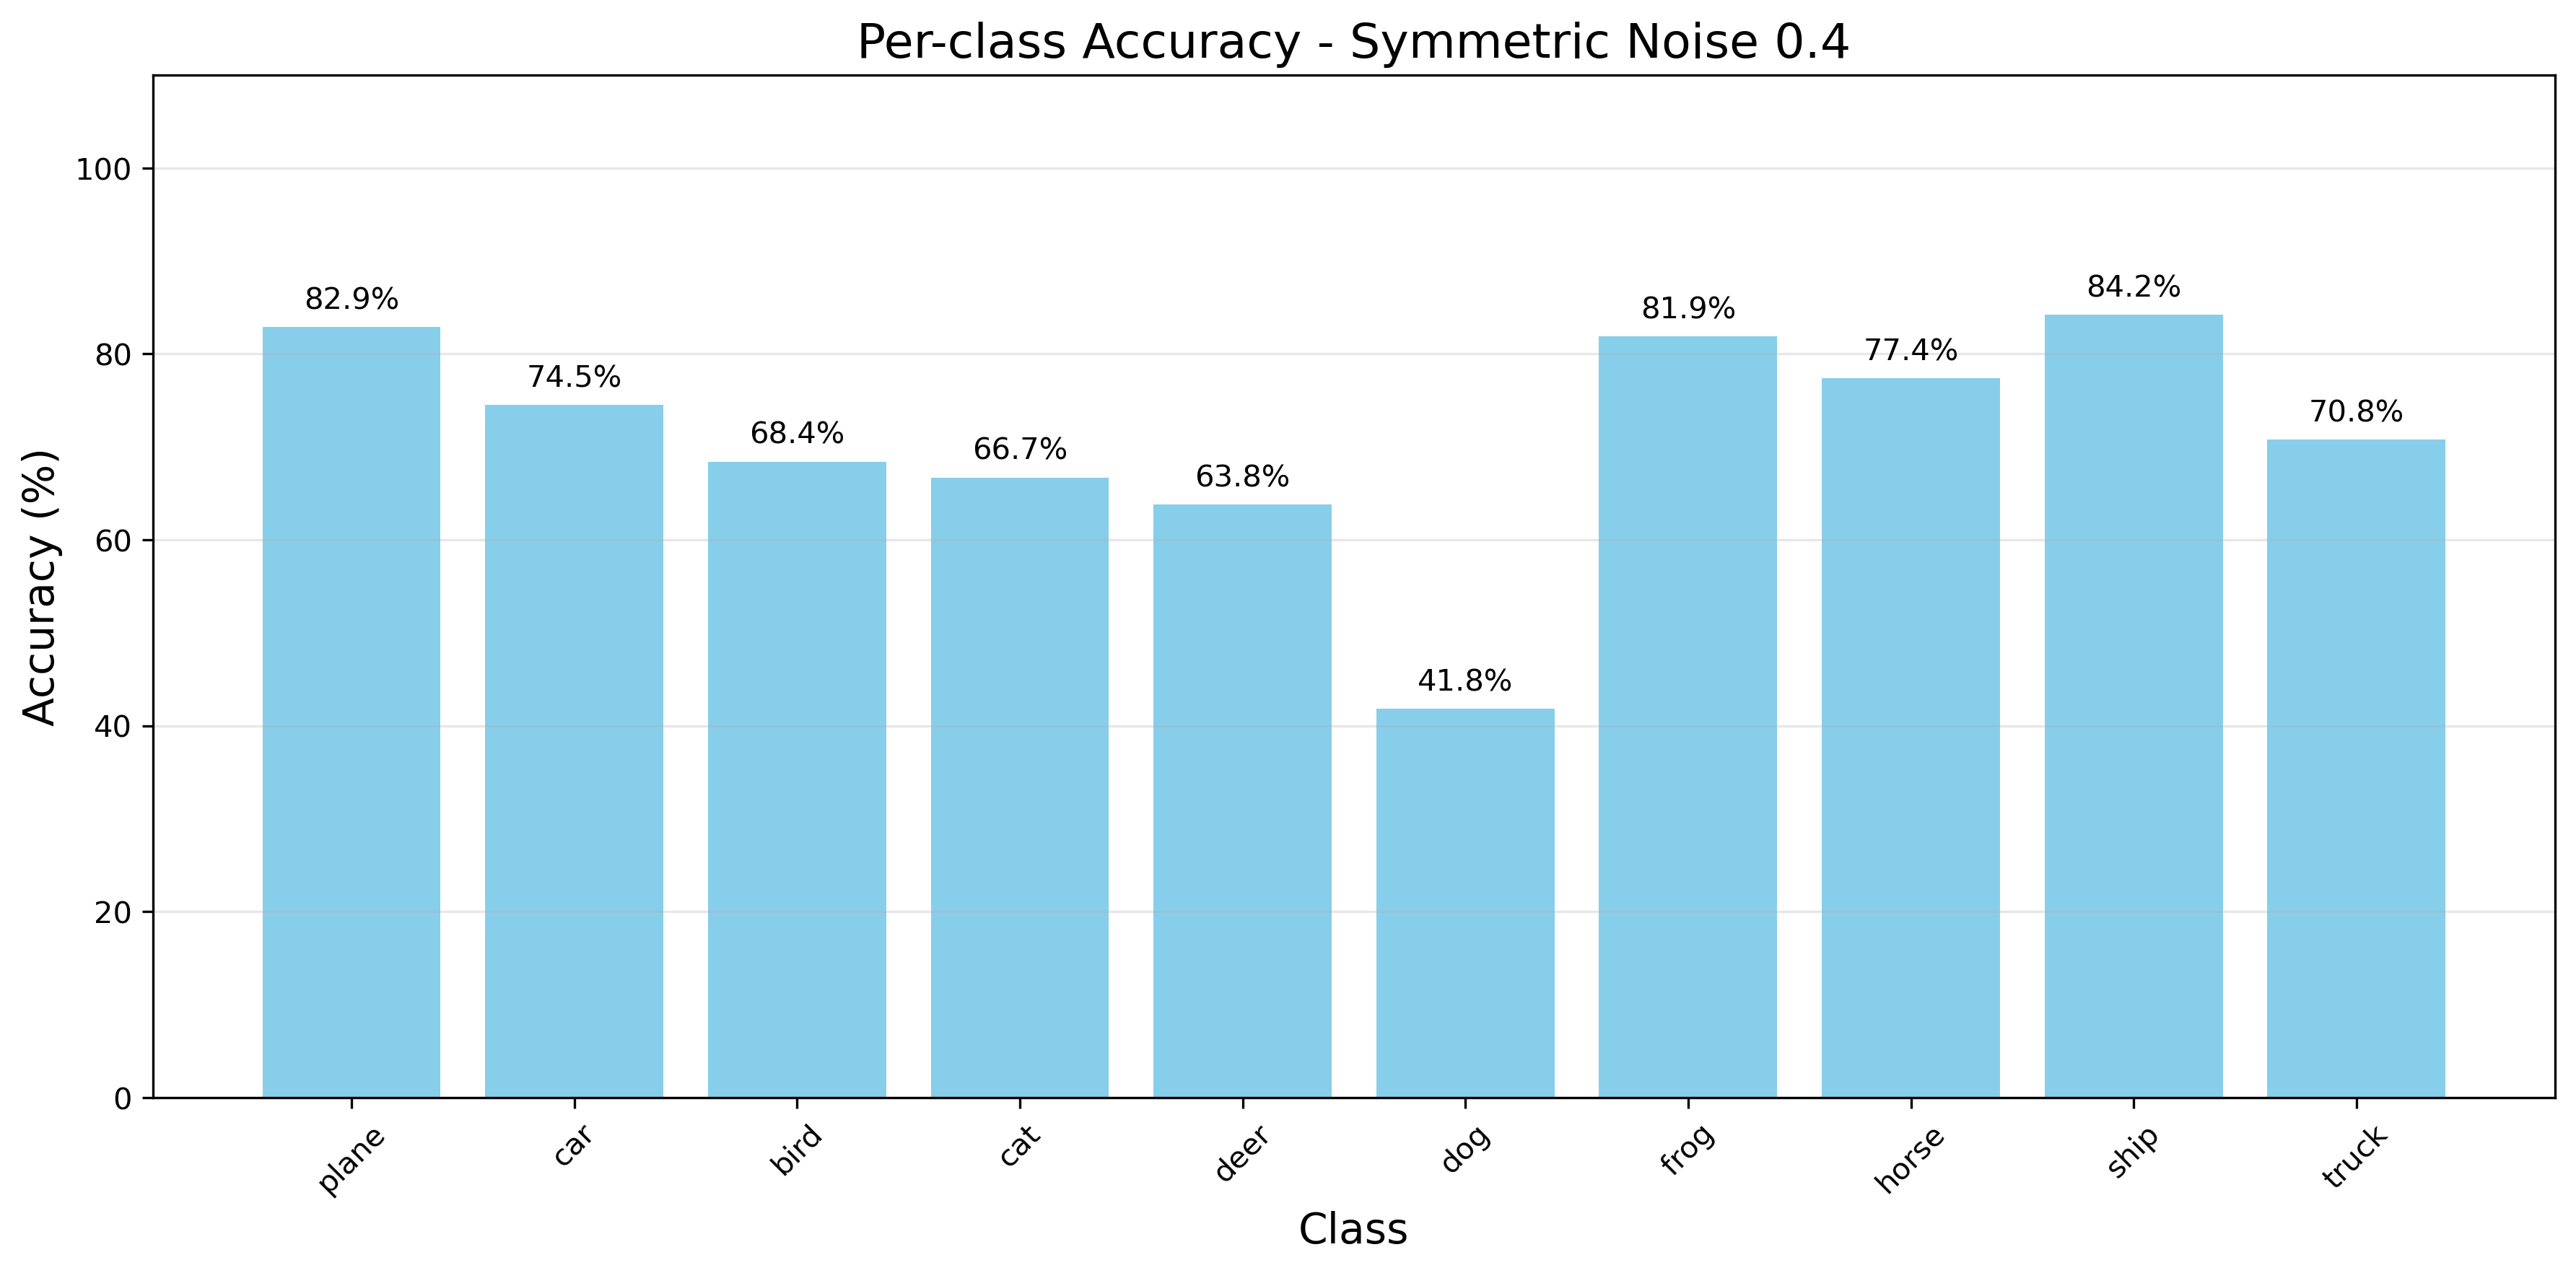 Per-class Accuracy - Symmetric Noise 0.4
Accuracy (%)
100
80
60
40
20
0
82.9%
74.5%
68.4%
66.7%
63.8%
41.8%
81.9%
77.4%
84.2%
70.8%
plane
car
bird
cat
deer
dog
frog
horse
ship
truck
Class